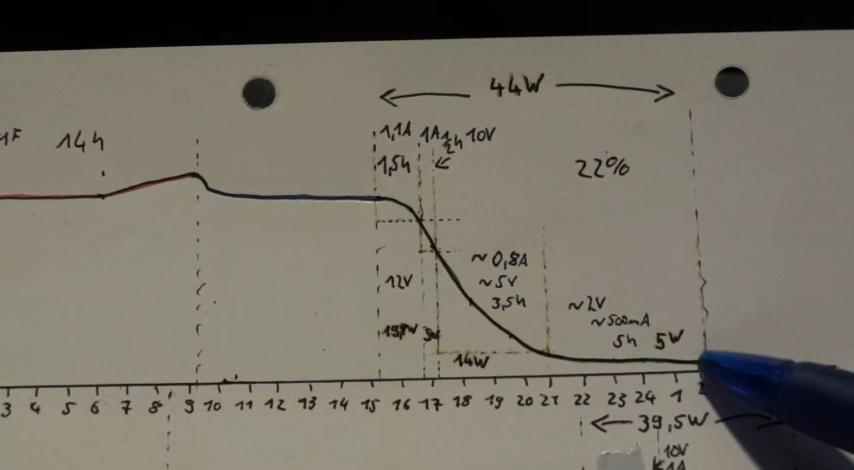 44W
14h
1,1A 1A ½h 10V
1,5h
22%
~0,8A
~5V
3,5h
12V
~2V
~500mA
5h 5W
14W
3 4 5 6 7 8 9 10 11 12 13 14 15 16 17 18 19 20 21 22 23 24 1
39,5W
10V